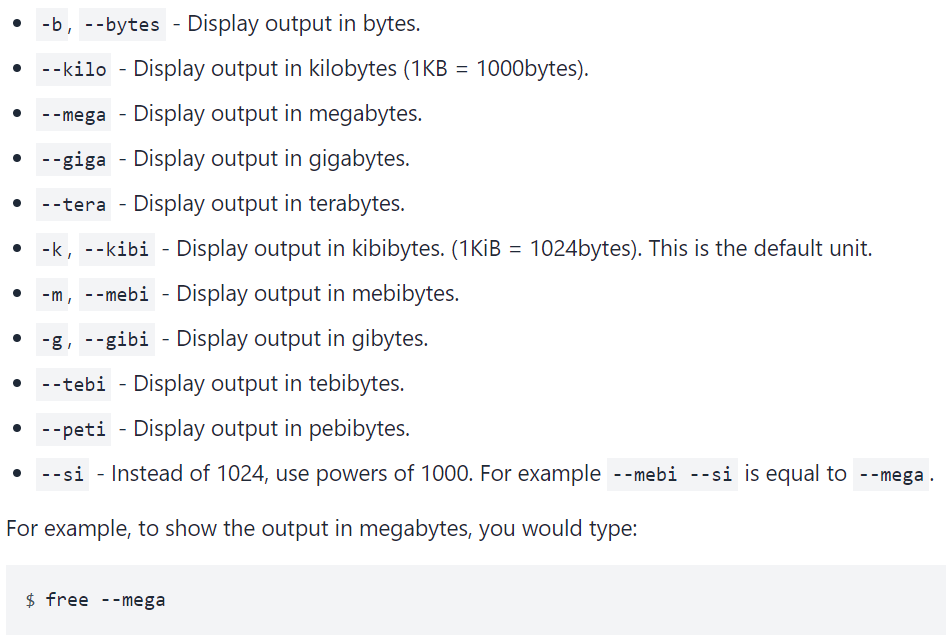 -b, --bytes - Display output in bytes.
--kilo - Display output in kilobytes (1KB = 1000bytes).
--mega - Display output in megabytes.
--giga - Display output in gigabytes.
--tera - Display output in terabytes.
-k, --kibi - Display output in kibibytes. (1KiB = 1024bytes). This is the default unit.
-m, --mebi - Display output in mebibytes.
-g, --gibi - Display output in gibytes.
--tebi - Display output in tebibytes.
--peti - Display output in pebibytes.
--si - Instead of 1024, use powers of 1000. For example --mebi --si is equal to --mega.
For example, to show the output in megabytes, you would type:
$ free --mega